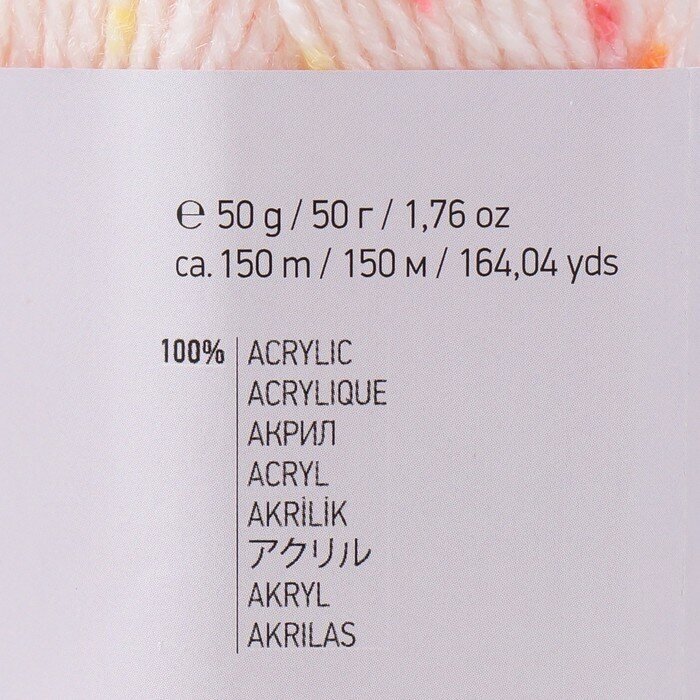 ℮ 50 g / 50 г / 1,76 oz
ca. 150 m / 150 м / 164,04 yds
100% ACRYLIC
ACRYLIQUE
АКРИЛ
ACRYL
AKRİLİK
アクリル
AKRYL
AKRILAS